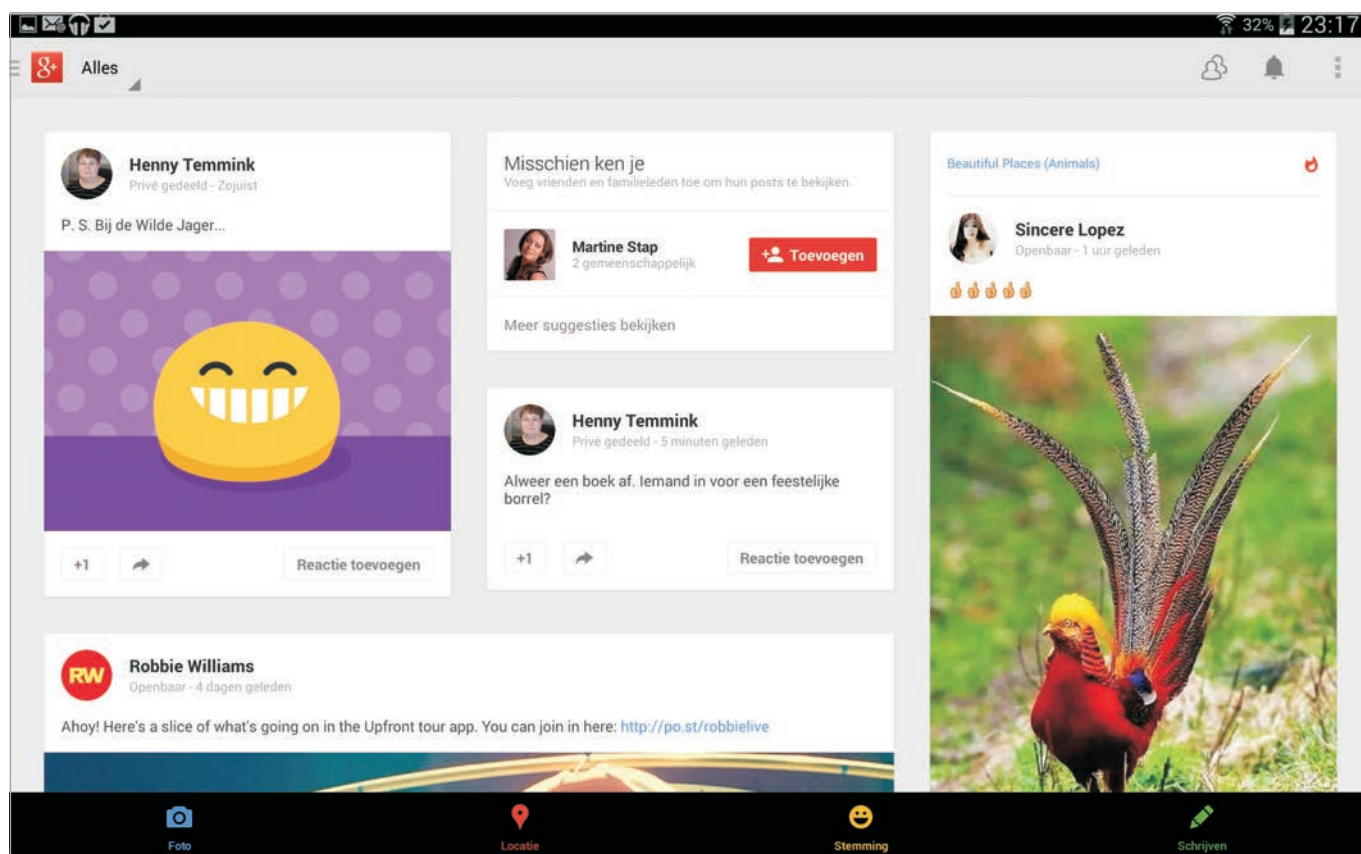 32% 23:17
g+ Alles
Henny Temmink
Privé gedeeld - Zojuist
P. S. Bij de Wilde Jager...
+1
Reactie toevoegen
Misschien ken je
Voeg vrienden en familieleden toe om hun posts te bekijken.
Martine Stap
2 gemeenschappelijk
Toevoegen
Meer suggesties bekijken
Henny Temmink
Privé gedeeld - 5 minuten geleden
Alweer een boek af. Iemand in voor een feestelijke
borrel?
+1
Reactie toevoegen
Beautiful Places (Animals)
Sincere Lopez
Openbaar - 1 uur geleden
RW
Robbie Williams
Openbaar - 4 dagen geleden
Ahoy! Here's a slice of what's going on in the Upfront tour app. You can join in here: http://po.st/robbielive
Foto
Locatie
Stemming
Schrijven